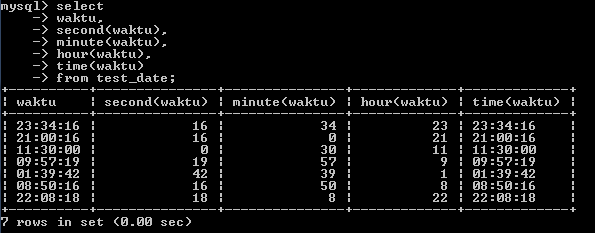 mysql> select
    -> waktu,
    -> second(waktu),
    -> minute(waktu),
    -> hour(waktu),
    -> time(waktu)
    -> from test_date;
+----------+---------------+---------------+-------------+-------------+
| waktu    | second(waktu) | minute(waktu) | hour(waktu) | time(waktu) |
+----------+---------------+---------------+-------------+-------------+
| 23:34:16 |            16 |            34 |          23 | 23:34:16    |
| 21:00:16 |            16 |             0 |          21 | 21:00:16    |
| 11:30:00 |             0 |            30 |          11 | 11:30:00    |
| 09:57:19 |            19 |            57 |           9 | 09:57:19    |
| 01:39:42 |            42 |            39 |           1 | 01:39:42    |
| 08:50:16 |            16 |            50 |           8 | 08:50:16    |
| 22:08:18 |            18 |             8 |          22 | 22:08:18    |
+----------+---------------+---------------+-------------+-------------+
7 rows in set (0.00 sec)